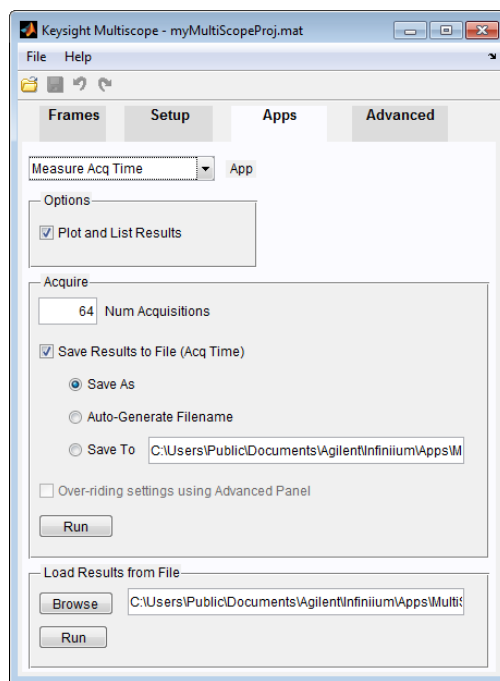 Keysight Multiscope - myMultiScopeProj.mat
File Help
Frames Setup Apps Advanced
Measure Acq Time App
Options
Plot and List Results
Acquire
64 Num Acquisitions
Save Results to File (Acq Time)
Save As
Auto-Generate Filename
Save To C:\Users\Public\Documents\Agilent\Infiniium\Apps\M
Over-riding settings using Advanced Panel
Run
Load Results from File
Browse C:\Users\Public\Documents\Agilent\Infiniium\Apps\Multi
Run